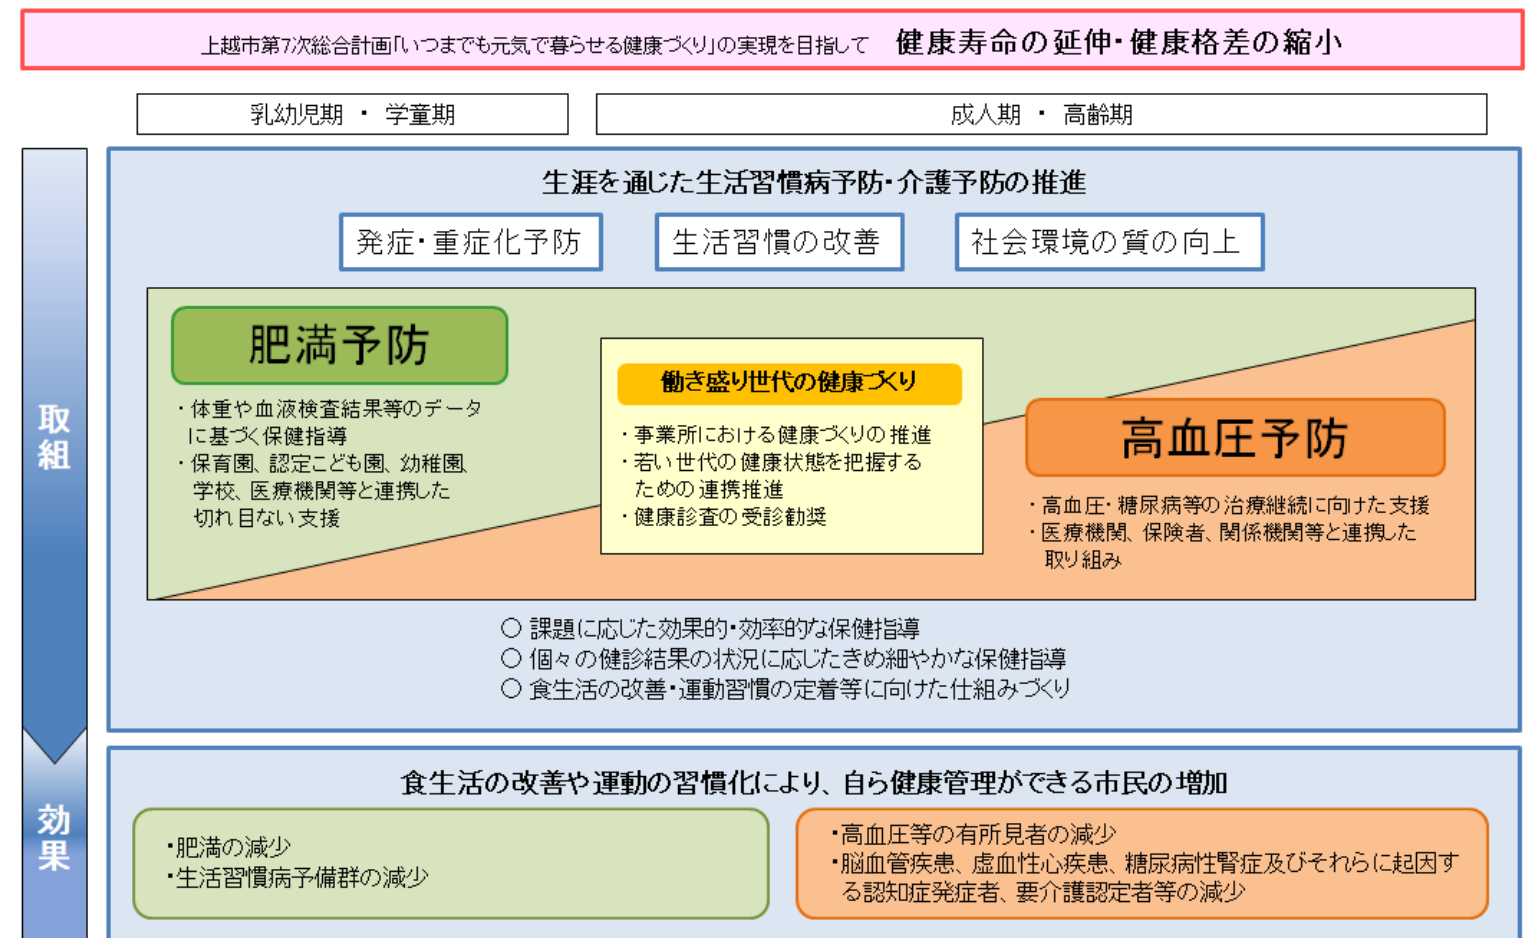 上越市第7次総合計画「いつまでも元気で暮らせる健康づくり」の実現を目指して　健康寿命の延伸・健康格差の縮小
乳幼児期 ・ 学童期
成人期 ・ 高齢期
取組
生涯を通じた生活習慣病予防・介護予防の推進
発症・重症化予防
生活習慣の改善
社会環境の質の向上
肥満予防
・体重や血液検査結果等のデータ
に基づく保健指導
・保育園、認定こども園、幼稚園、
学校、医療機関等と連携した
切れ目ない支援
働き盛り世代の健康づくり
・事業所における健康づくりの推進
・若い世代の健康状態を把握する
ための連携推進
・健康診査の受診勧奨
高血圧予防
・高血圧・糖尿病等の治療継続に向けた支援
・医療機関、保険者、関係機関等と連携した
取り組み
○ 課題に応じた効果的・効率的な保健指導
○ 個々の健診結果の状況に応じたきめ細やかな保健指導
○ 食生活の改善・運動習慣の定着等に向けた仕組みづくり
効果
食生活の改善や運動の習慣化により、自ら健康管理ができる市民の増加
・肥満の減少
・生活習慣病予備群の減少
・高血圧等の有所見者の減少
・脳血管疾患、虚血性心疾患、糖尿病性腎症及びそれらに起因す
る認知症発症者、要介護認定者等の減少